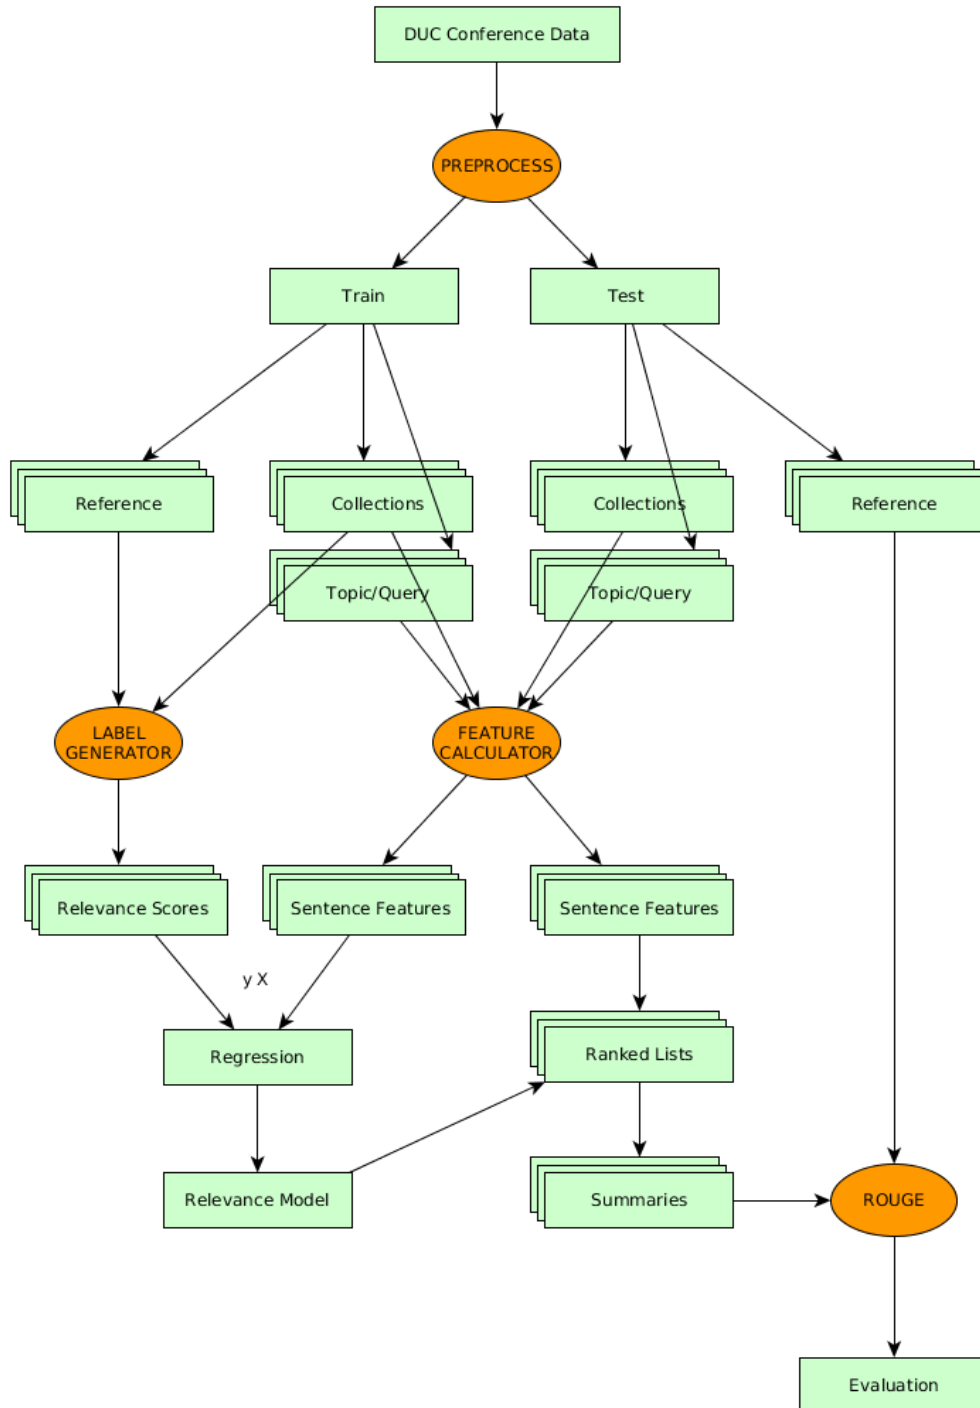 DUC Conference Data
PREPROCESS
Train
Test
Reference
Collections
Collections
Reference
Topic/Query
Topic/Query
LABEL
GENERATOR
FEATURE
CALCULATOR
Relevance Scores
Sentence Features
Sentence Features
y X
Regression
Ranked Lists
Relevance Model
Summaries
ROUGE
Evaluation